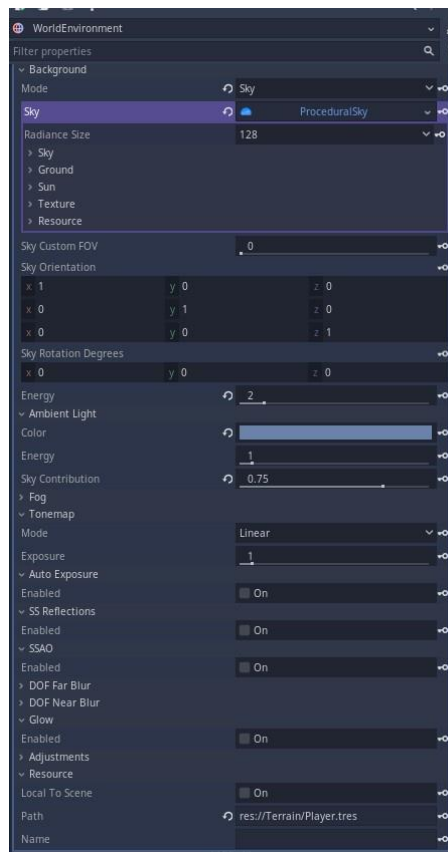 WorldEnvironment
Filter properties
Background
Mode Sky
Sky ProceduralSky
Radiance Size 128
Sky
Ground
Sun
Texture
Resource
Sky Custom FOV 0
Sky Orientation
x 1 y 0 z 0
x 0 y 1 z 0
x 0 y 0 z 1
Sky Rotation Degrees
x 0 y 0 z 0
Energy 2
Ambient Light
Color
Energy 1
Sky Contribution 0.75
Fog
Tonemap
Mode Linear
Exposure 1
Auto Exposure
Enabled On
SS Reflections
Enabled On
SSAO
Enabled On
DOF Far Blur
DOF Near Blur
Glow
Enabled On
Adjustments
Resource
Local To Scene On
Path res://Terrain/Player.tres
Name